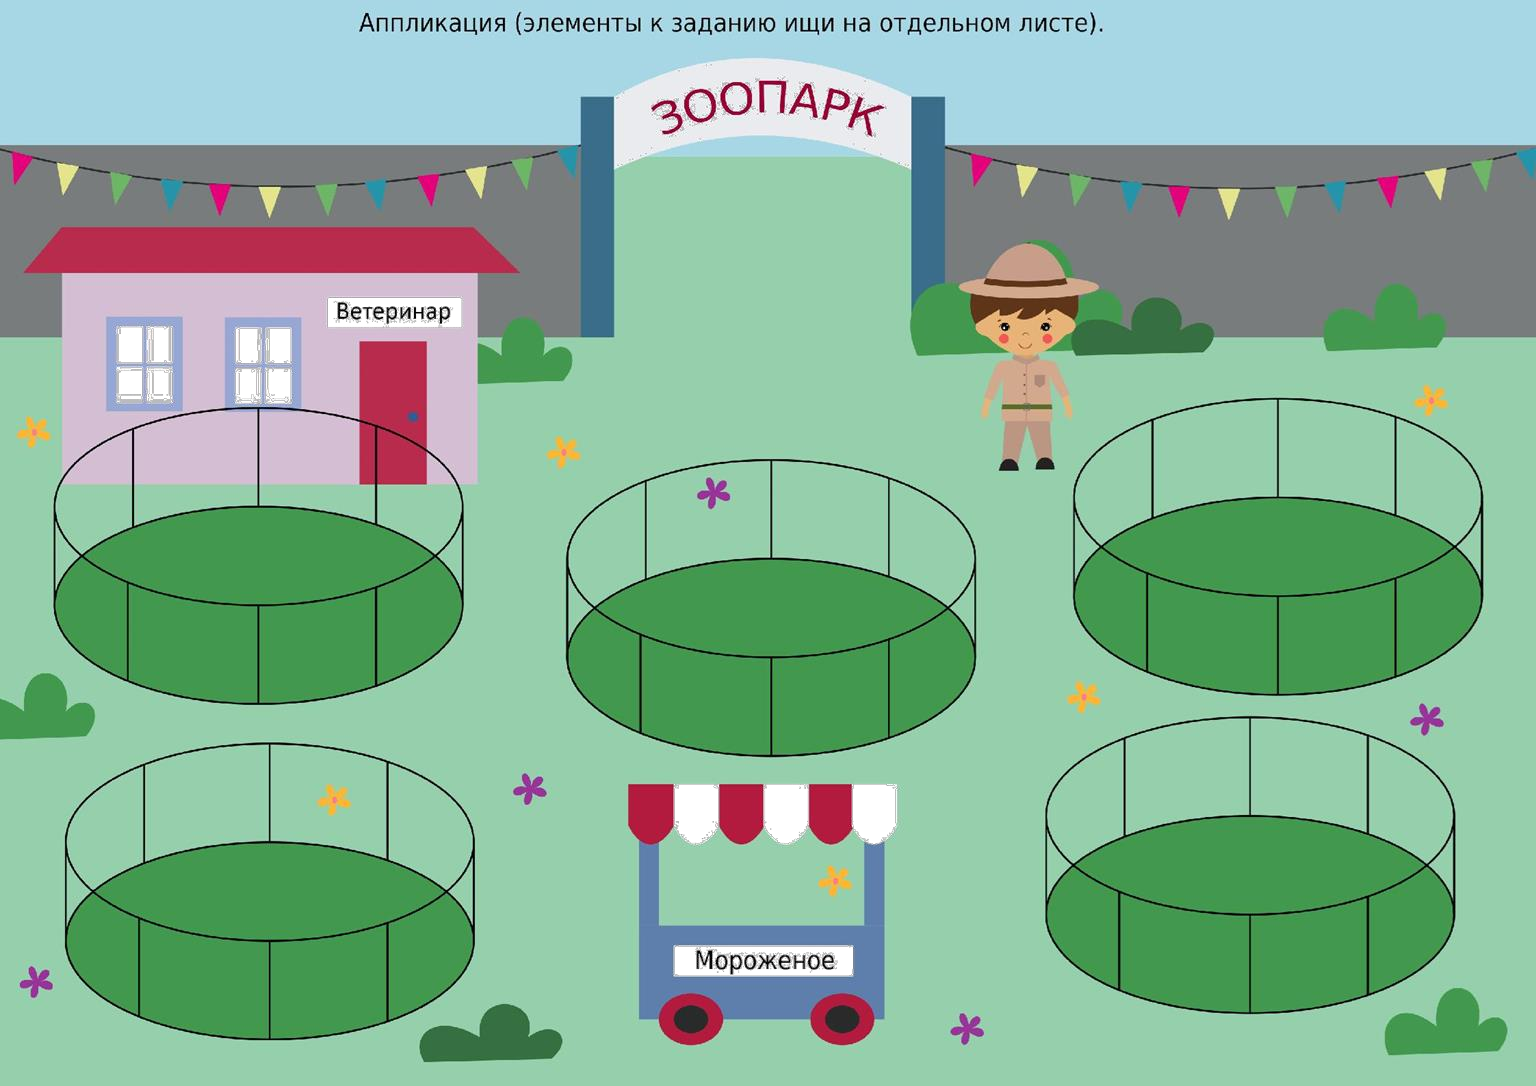 Аппликация (элементы к заданию ищи на отдельном листе).
ЗООПАРК
Ветеринар
Мороженое